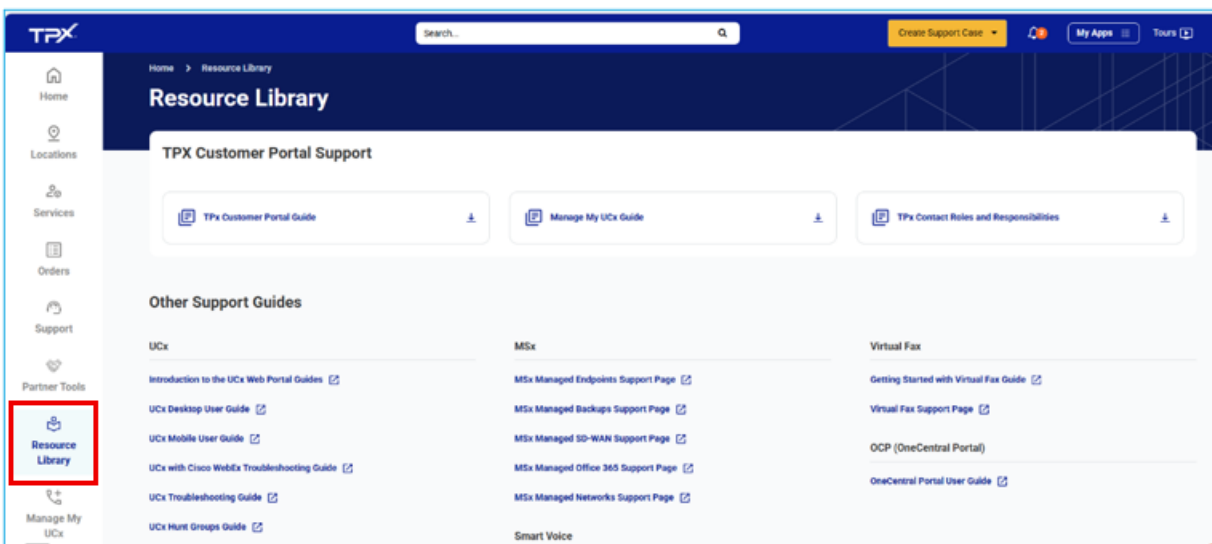 TPX
Search...
Create Support Case
2
My Apps
Tours
Home
Locations
Services
Orders
Support
Partner Tools
Resource
Library
Manage My
UCx
Home > Resource Library
Resource Library
TPX Customer Portal Support
TPx Customer Portal Guide
Manage My UCx Guide
TPx Contact Roles and Responsibilities
Other Support Guides
UCx
Introduction to the UCx Web Portal Guides
UCx Desktop User Guide
UCx Mobile User Guide
UCx with Cisco WebEx Troubleshooting Guide
UCx Troubleshooting Guide
UCx Hunt Groups Guide
MSx
MSx Managed Endpoints Support Page
MSx Managed Backups Support Page
MSx Managed SD-WAN Support Page
MSx Managed Office 365 Support Page
MSx Managed Networks Support Page
Smart Voice
Virtual Fax
Getting Started with Virtual Fax Guide
Virtual Fax Support Page
OCP (OneCentral Portal)
OneCentral Portal User Guide